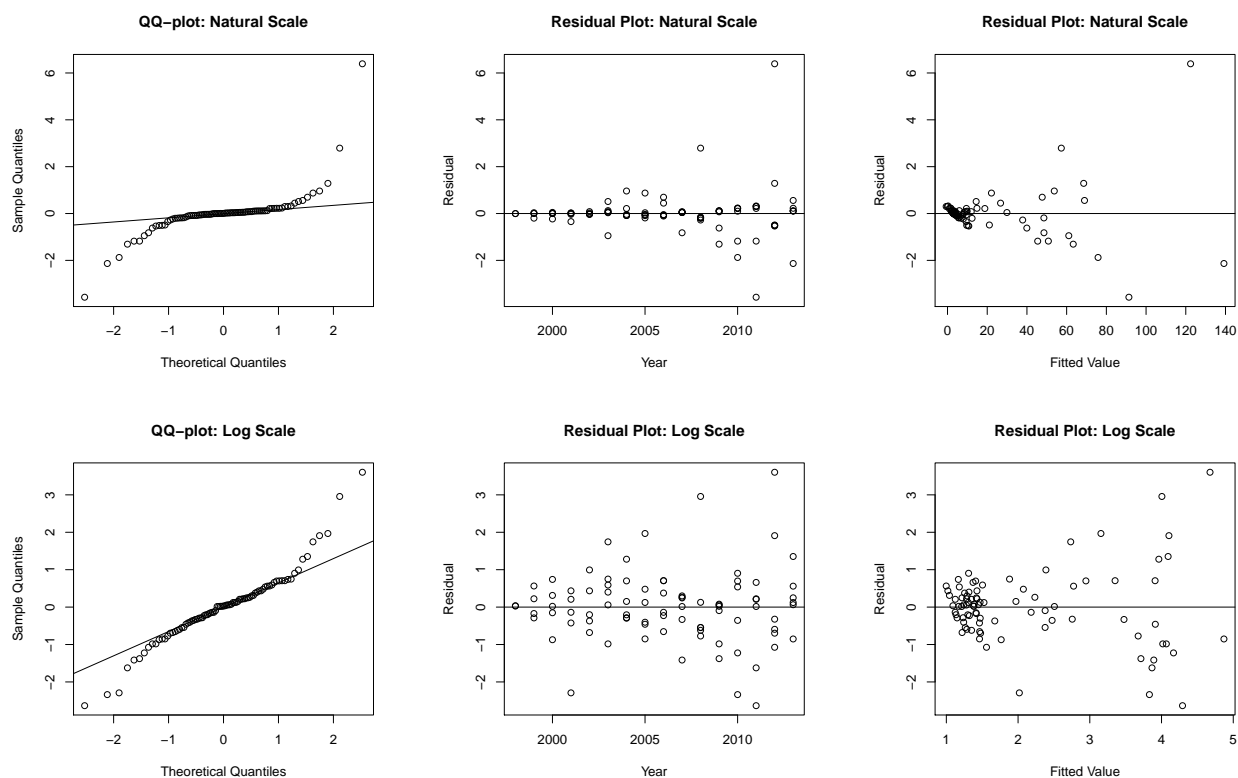 QQ−plot: Natural Scale
Sample Quantiles
6
4
2
0
−2
−2 −1 0 1 2
Theoretical Quantiles
Residual Plot: Natural Scale
Residual
6
4
2
0
−2
2000 2005 2010
Year
Residual Plot: Natural Scale
Residual
6
4
2
0
−2
0 20 40 60 80 100 120 140
Fitted Value
QQ−plot: Log Scale
Sample Quantiles
3
2
1
0
−1
−2
−2 −1 0 1 2
Theoretical Quantiles
Residual Plot: Log Scale
Residual
3
2
1
0
−1
−2
2000 2005 2010
Year
Residual Plot: Log Scale
Residual
3
2
1
0
−1
−2
1 2 3 4 5
Fitted Value